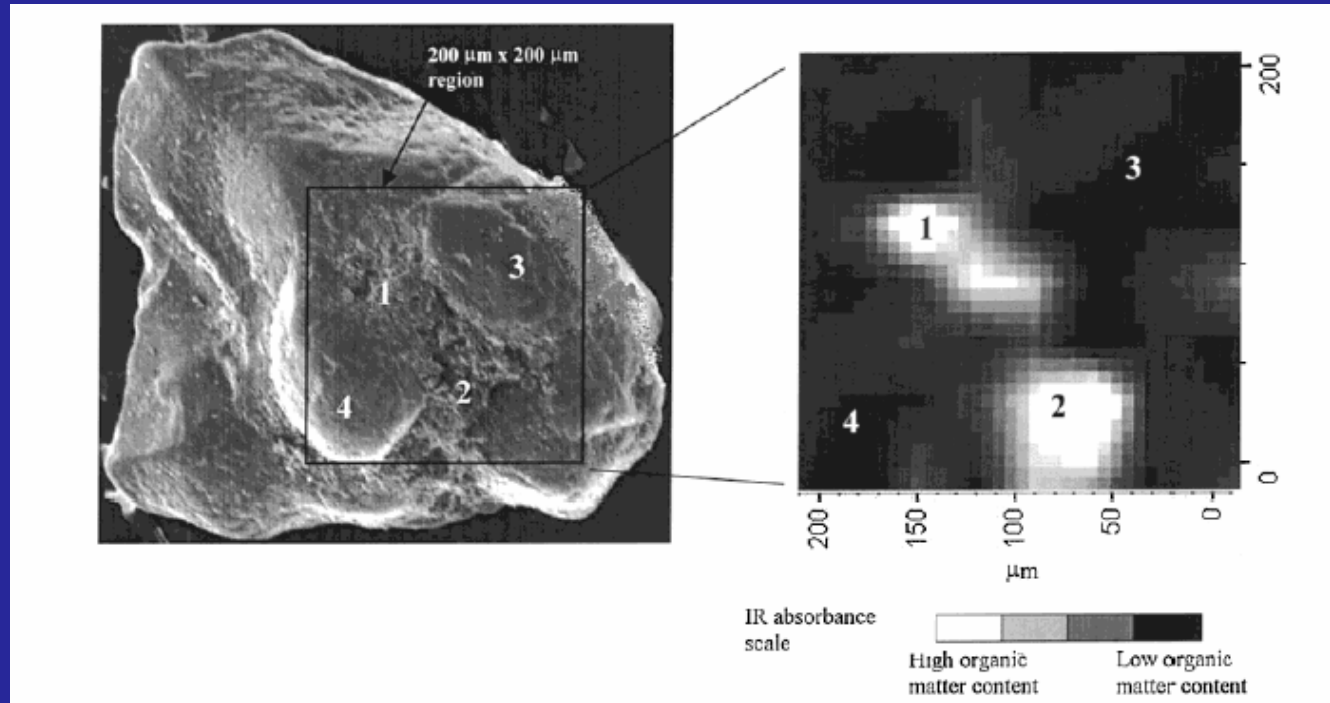 200 μm x 200 μm
region
1
2
3
4
1
2
3
4
200
0
200
150
100
50
0
μm
IR absorbance
scale
High organic
matter content
Low organic
matter content